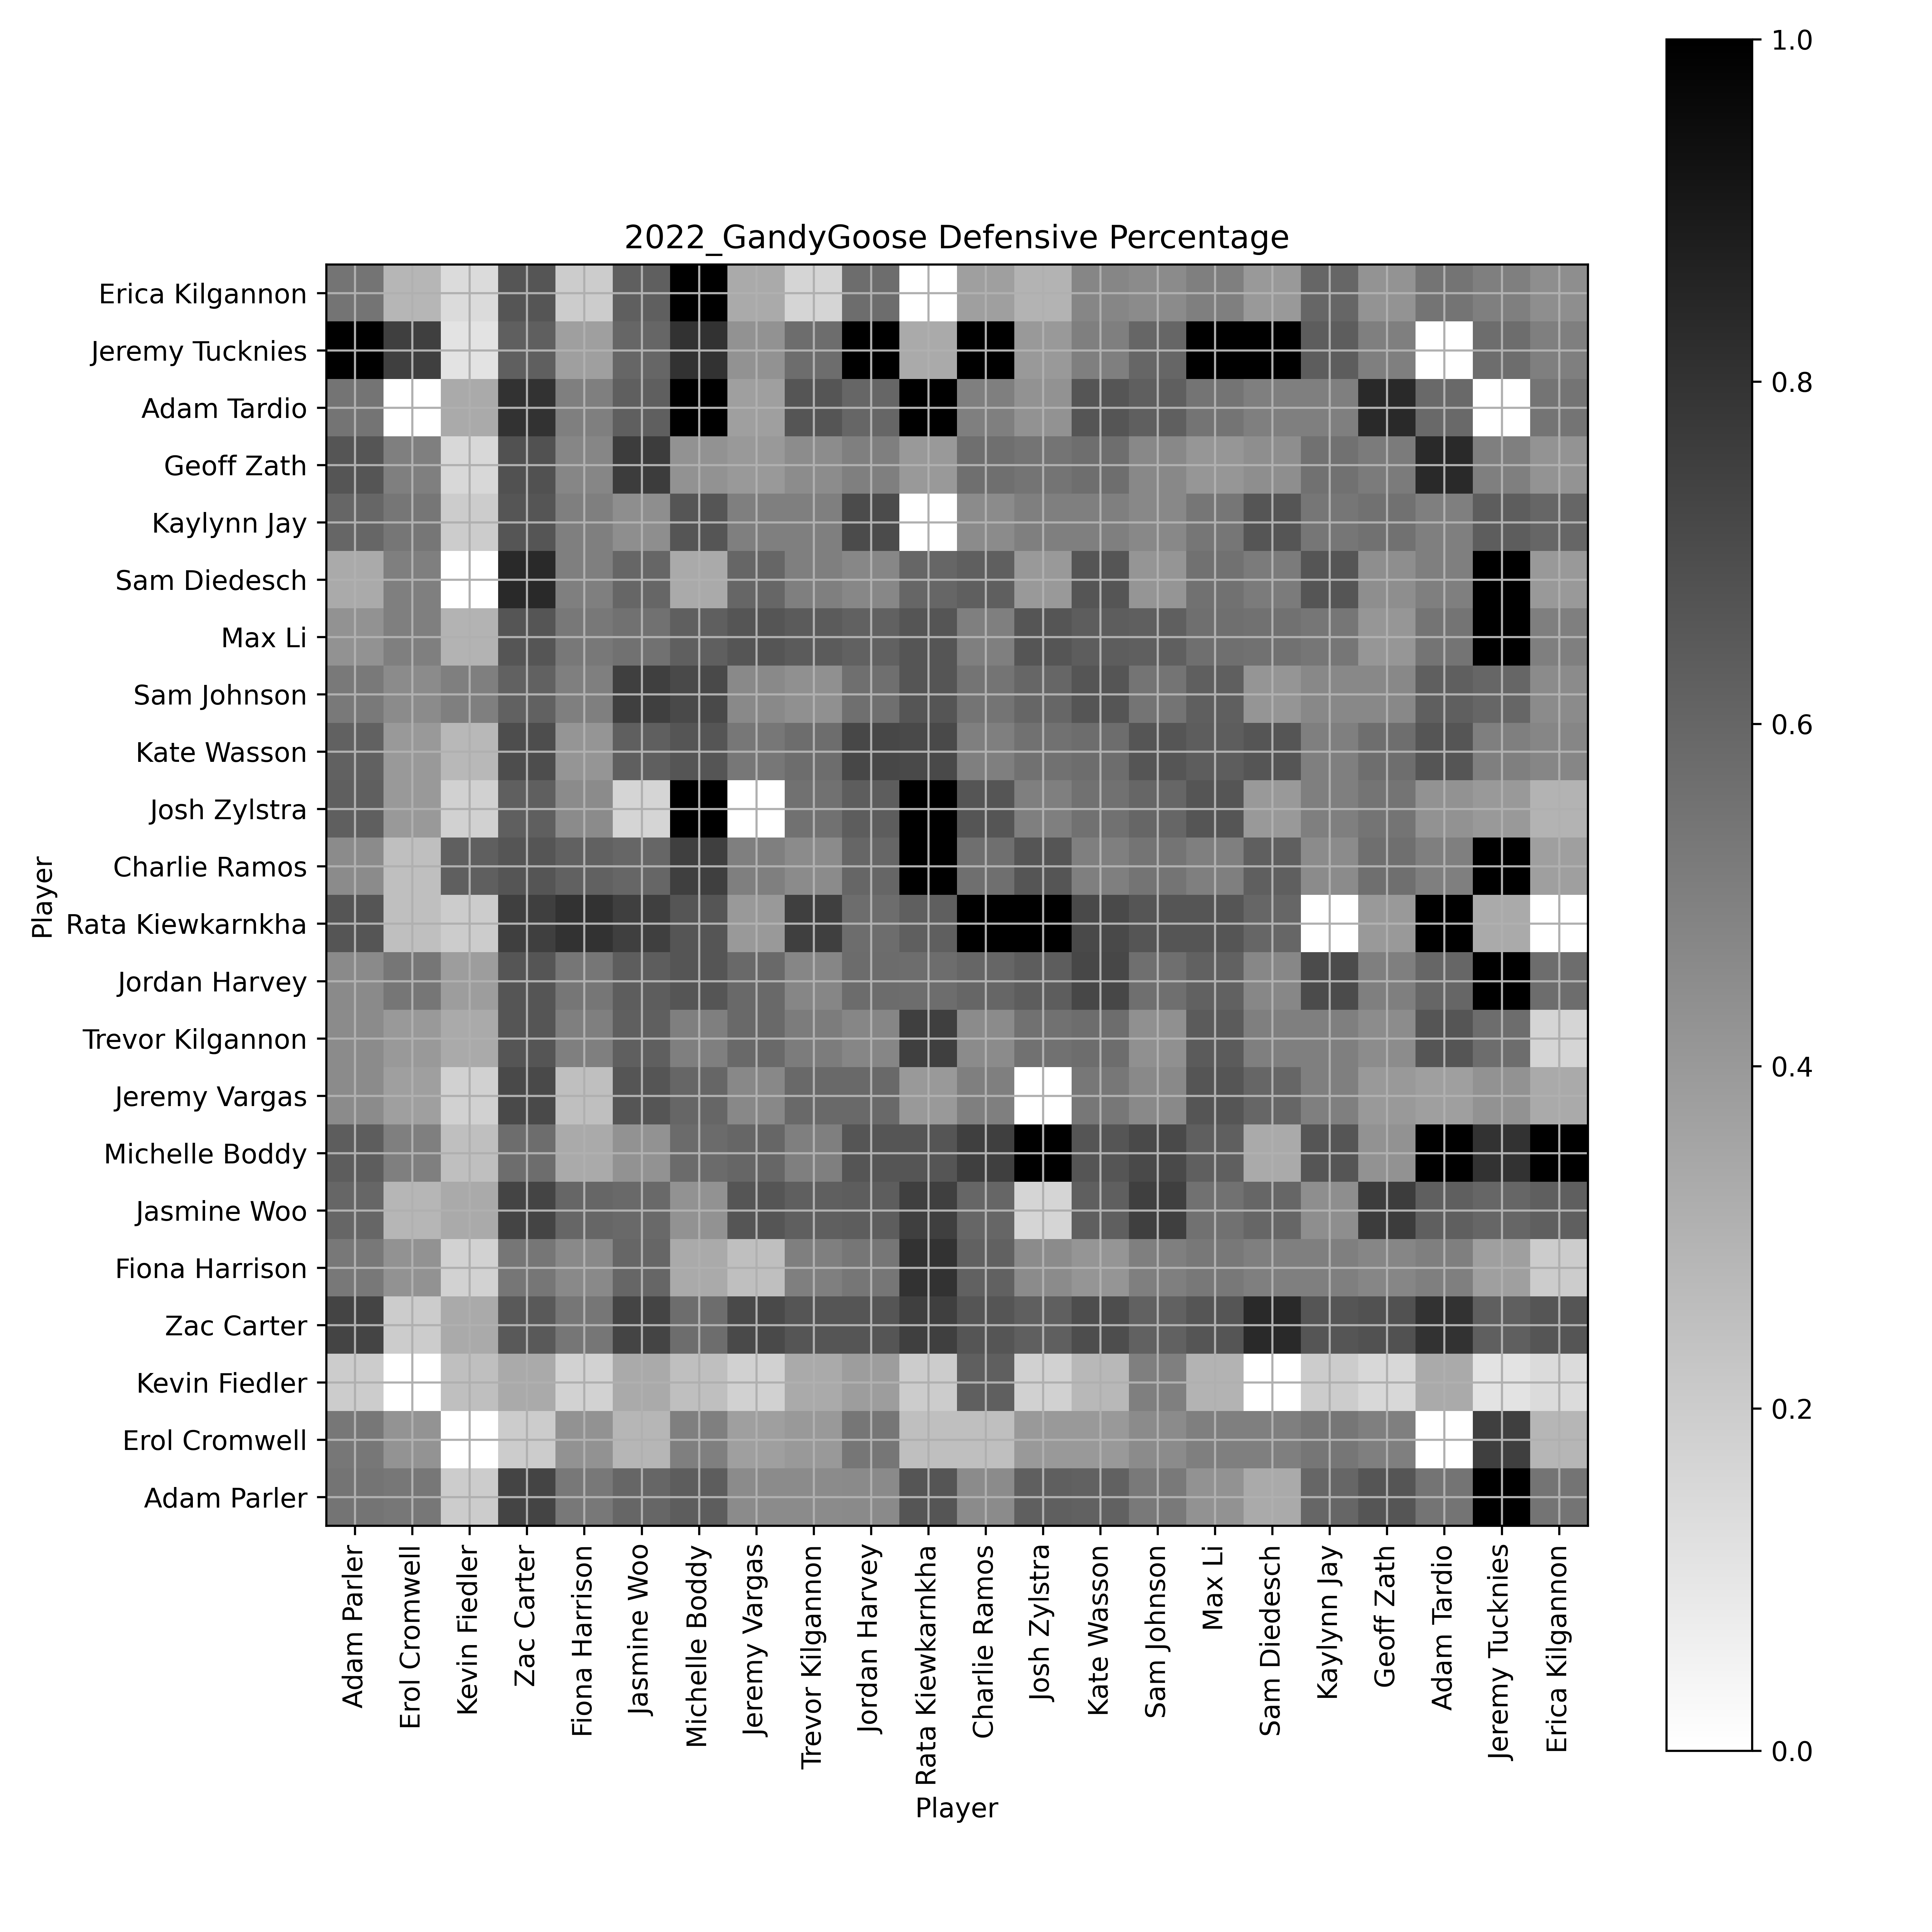 2022_GandyGoose Defensive Percentage
Erica Kilgannon
Jeremy Tucknies
Adam Tardio
Geoff Zath
Kaylynn Jay
Sam Diedesch
Max Li
Sam Johnson
Kate Wasson
Josh Zylstra
Charlie Ramos
Rata Kiewkarnkha
Jordan Harvey
Trevor Kilgannon
Jeremy Vargas
Michelle Boddy
Jasmine Woo
Fiona Harrison
Zac Carter
Kevin Fiedler
Erol Cromwell
Adam Parler
Player
Adam Parler
Erol Cromwell
Kevin Fiedler
Zac Carter
Fiona Harrison
Jasmine Woo
Michelle Boddy
Jeremy Vargas
Trevor Kilgannon
Jordan Harvey
Rata Kiewkarnkha
Charlie Ramos
Josh Zylstra
Kate Wasson
Sam Johnson
Max Li
Sam Diedesch
Kaylynn Jay
Geoff Zath
Adam Tardio
Jeremy Tucknies
Erica Kilgannon
Player
1.0
0.8
0.6
0.4
0.2
0.0